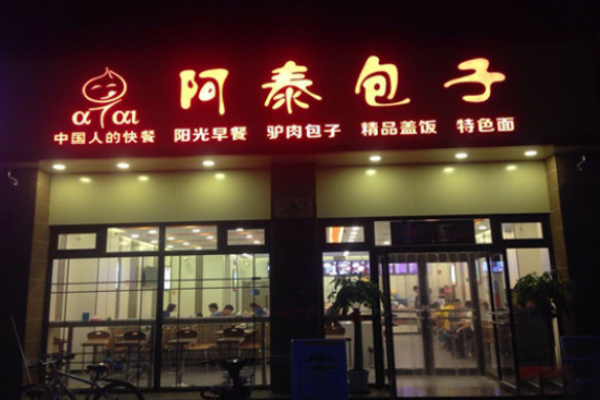 阿泰包子
αTαι
中国人的快餐 阳光早餐 驴肉包子 精品盖饭 特色面